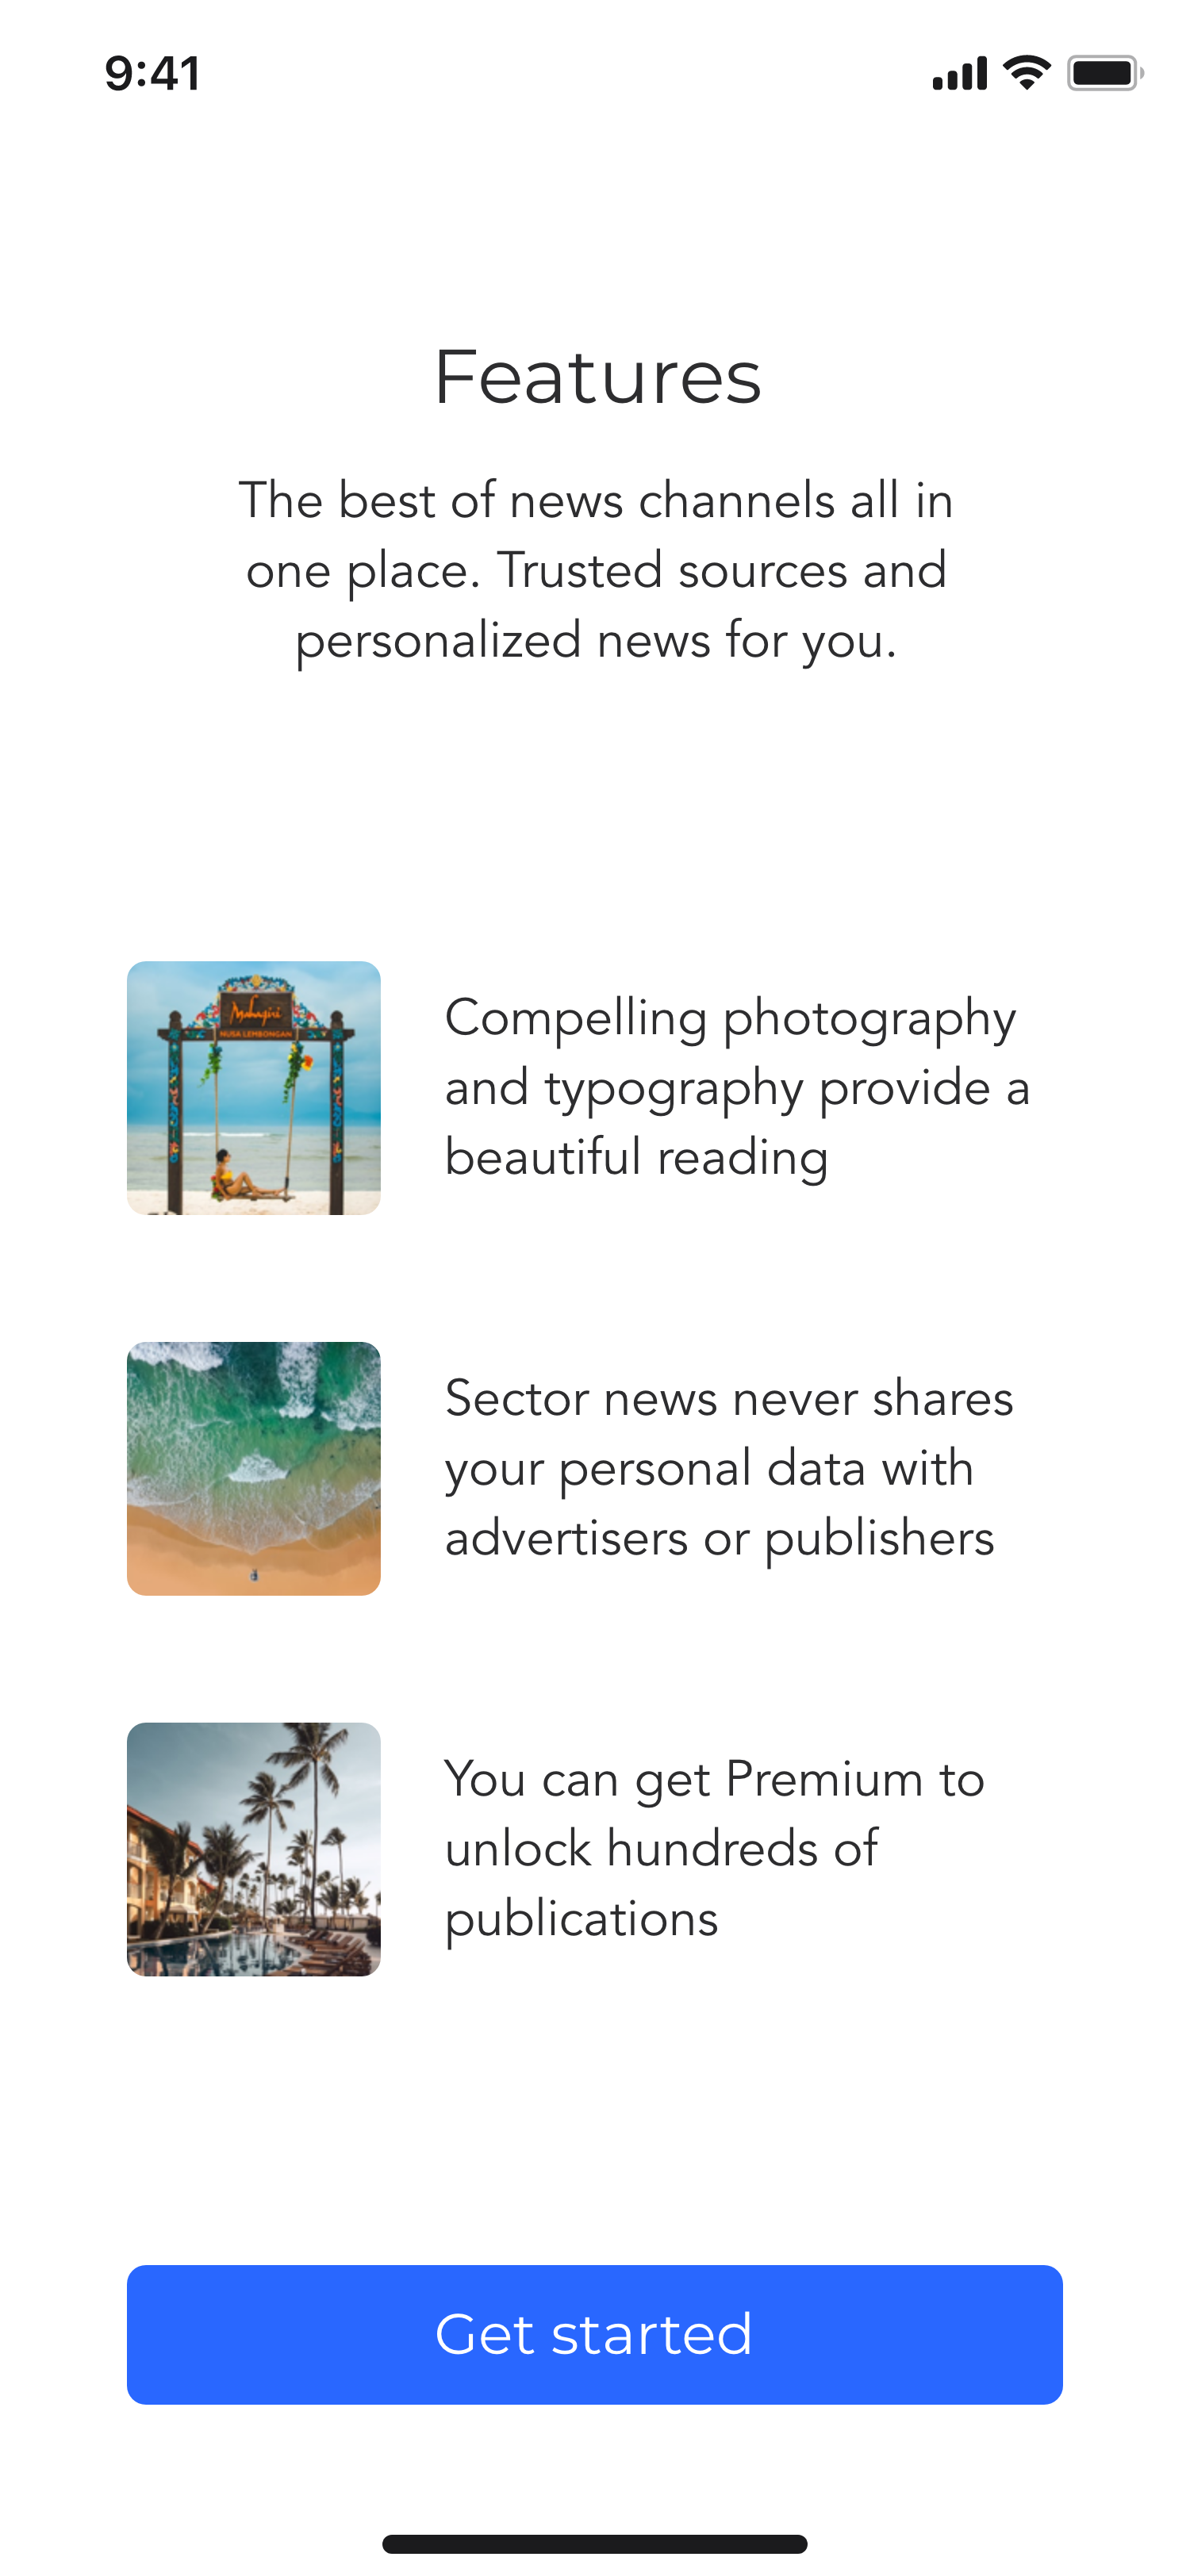 9:41
Features
The best of news channels all in
one place. Trusted sources and
personalized news for you.
Mahagiri
NUSA LEMBONGAN
Compelling photography
and typography provide a
beautiful reading
Sector news never shares
your personal data with
advertisers or publishers
You can get Premium to
unlock hundreds of
publications
Get started